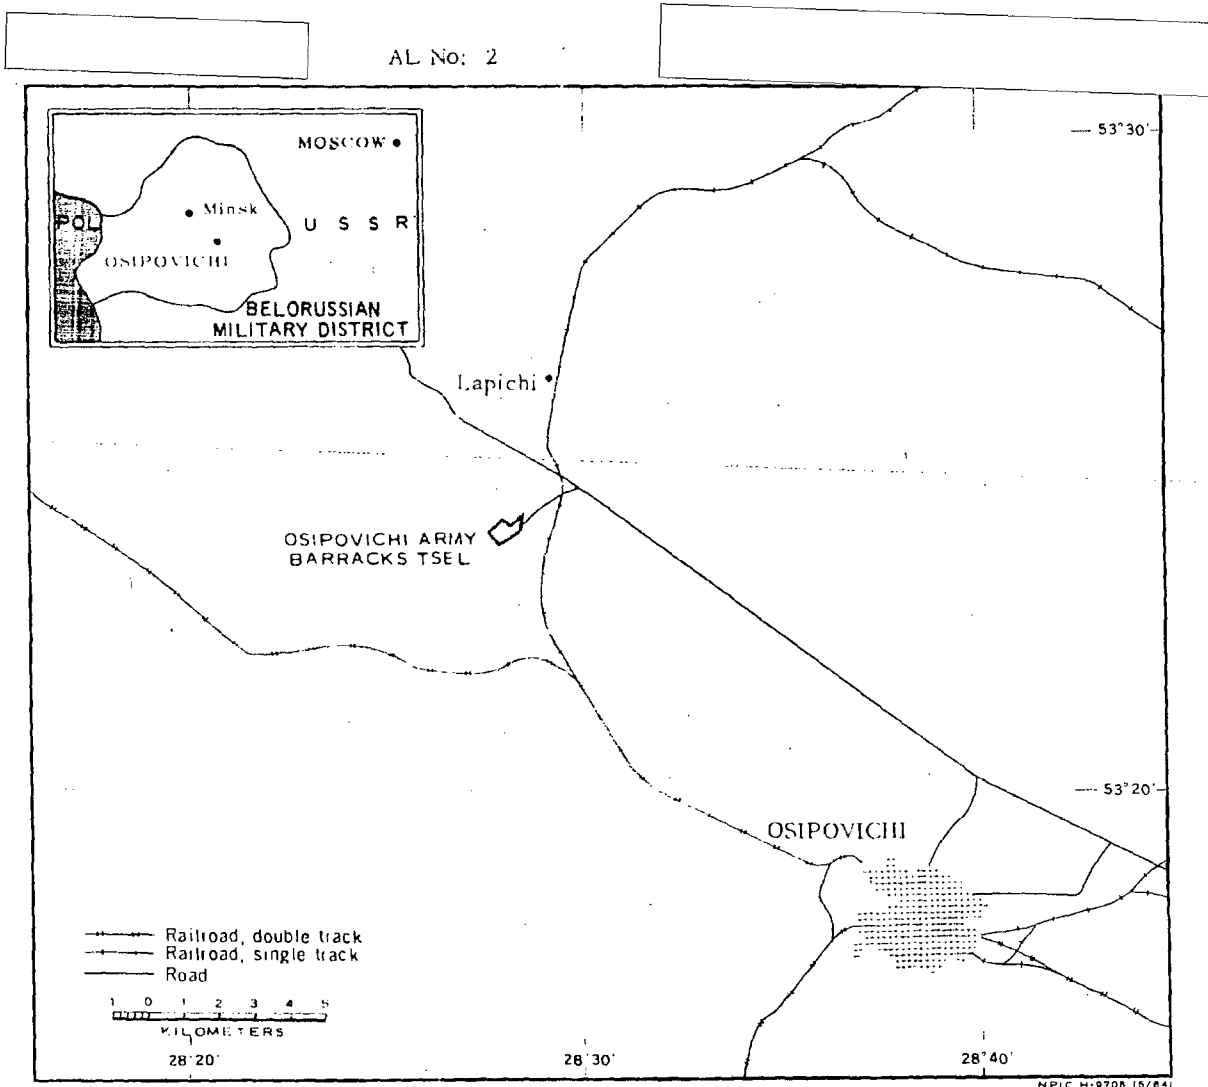 AL No: 2
53°30'
MOSCOW
Minsk
POL
U S S R
OSIPOVICHI
BELORUSSIAN
MILITARY DISTRICT
Lapichi
OSIPOVICHI ARMY
BARRACKS TSEL
53°20'
OSIPOVICHI
Railroad, double track
Railroad, single track
Road
1 0 1 2 3 4 5
KILOMETERS
28°20' 28°30' 28°40'
NPIC H-9708 (5/64)